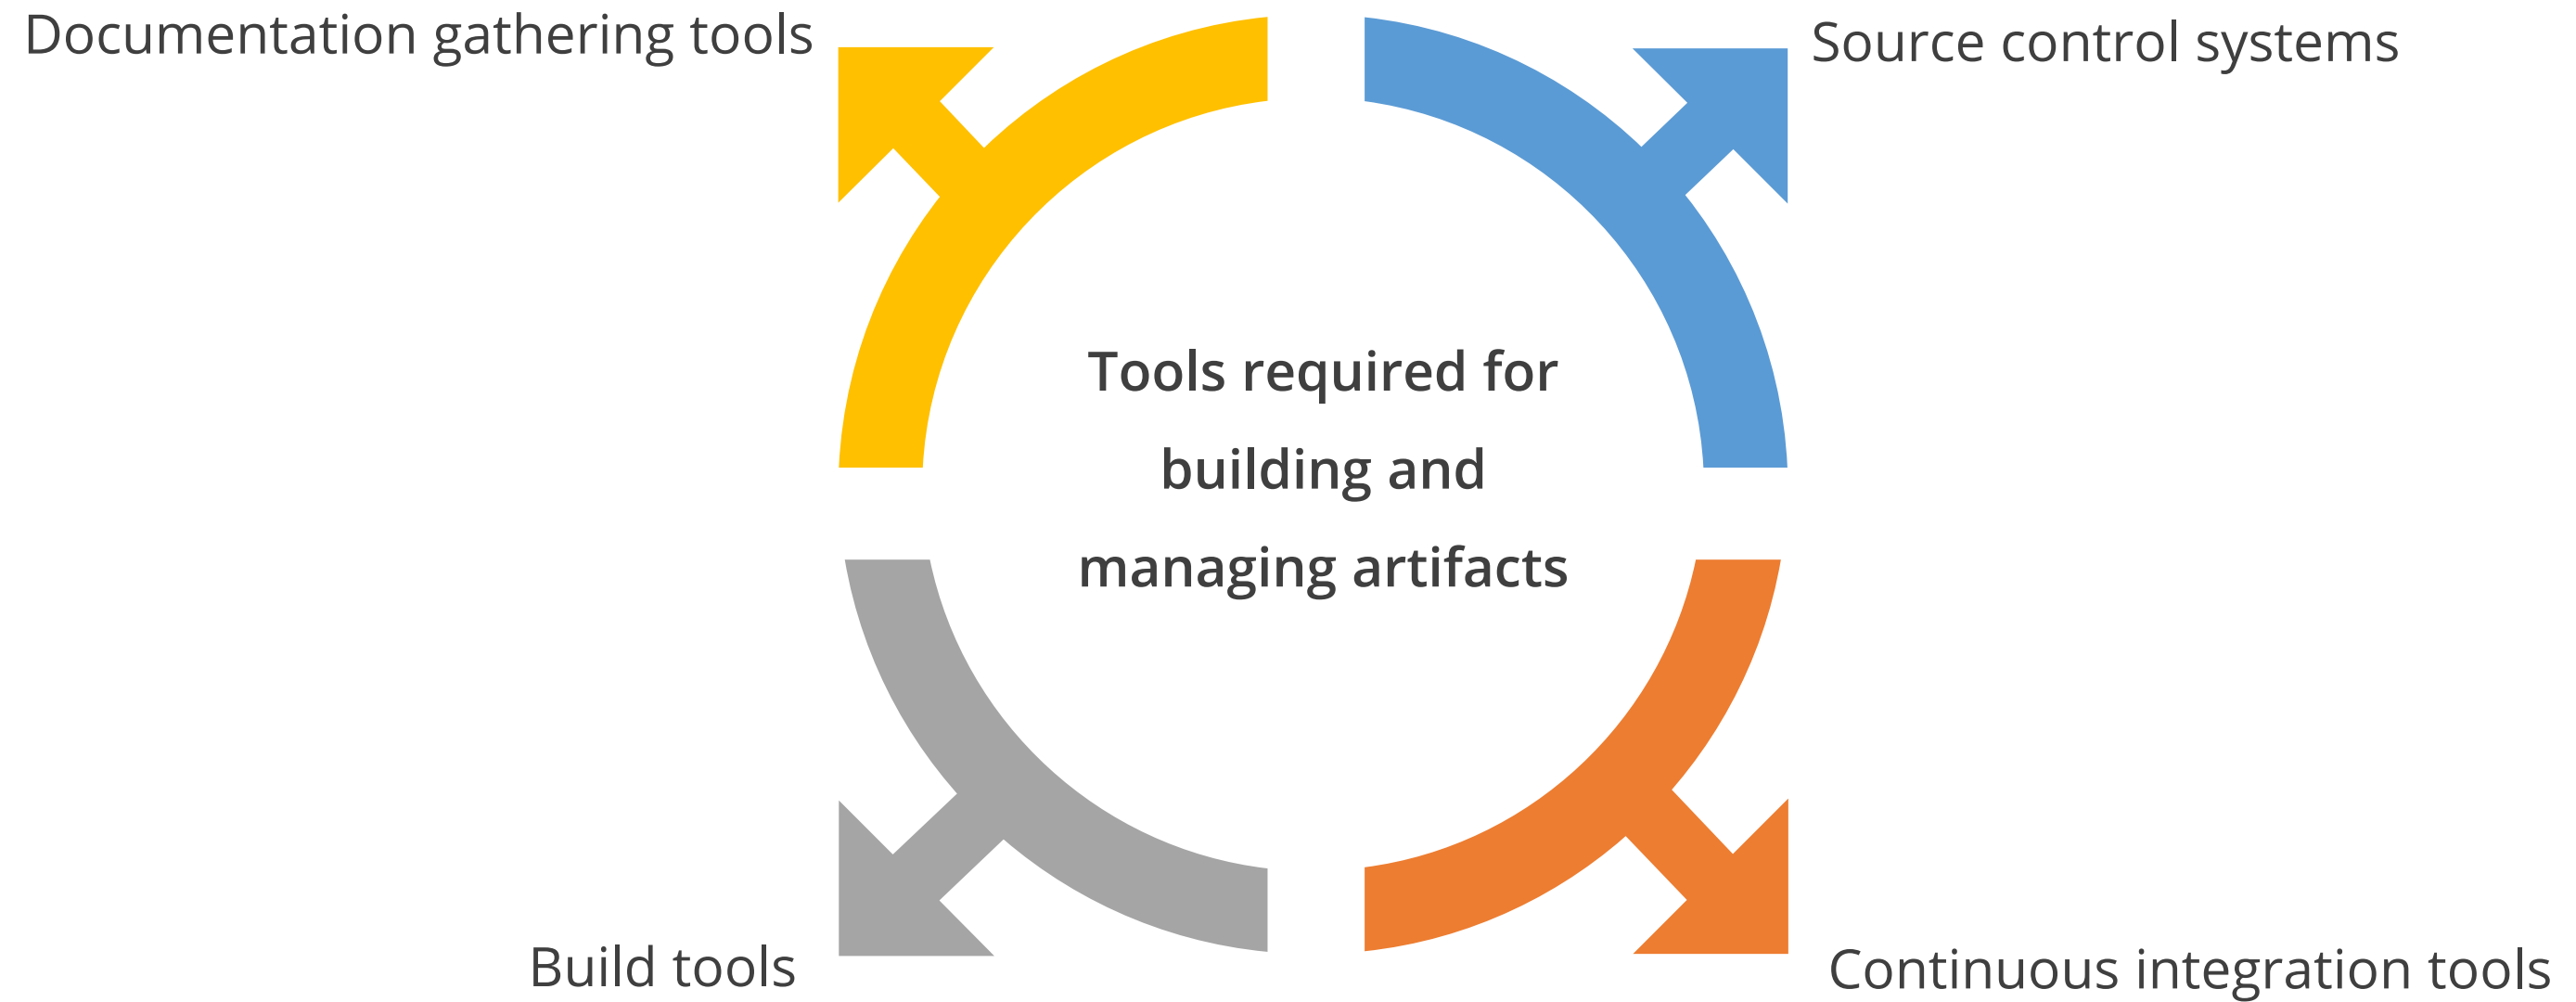 Documentation gathering tools
Source control systems
Tools required for
building and
managing artifacts
Build tools
Continuous integration tools